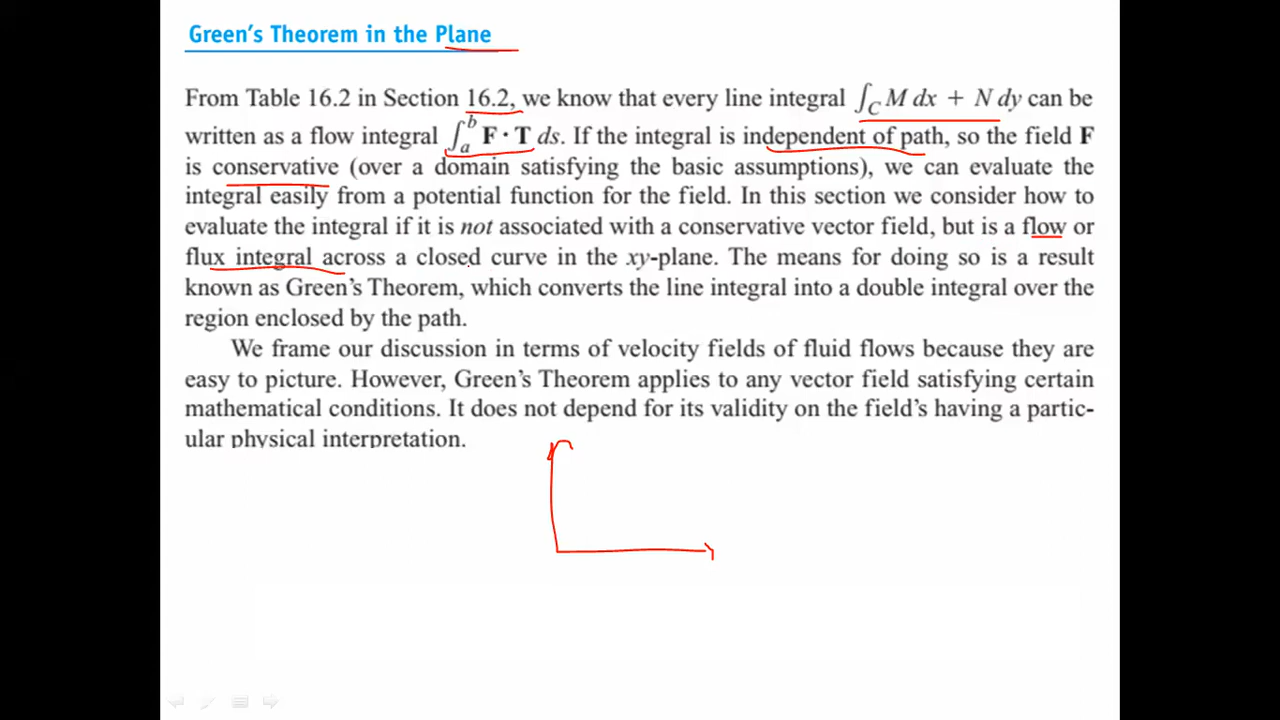 Green's Theorem in the Plane
From Table 16.2 in Section 16.2, we know that every line integral ∫_C M dx + N dy can be
written as a flow integral ∫_a^b F · T ds. If the integral is independent of path, so the field F
is conservative (over a domain satisfying the basic assumptions), we can evaluate the
integral easily from a potential function for the field. In this section we consider how to
evaluate the integral if it is not associated with a conservative vector field, but is a flow or
flux integral across a closed curve in the xy-plane. The means for doing so is a result
known as Green's Theorem, which converts the line integral into a double integral over the
region enclosed by the path.
We frame our discussion in terms of velocity fields of fluid flows because they are
easy to picture. However, Green's Theorem applies to any vector field satisfying certain
mathematical conditions. It does not depend for its validity on the field's having a partic-
ular physical interpretation.